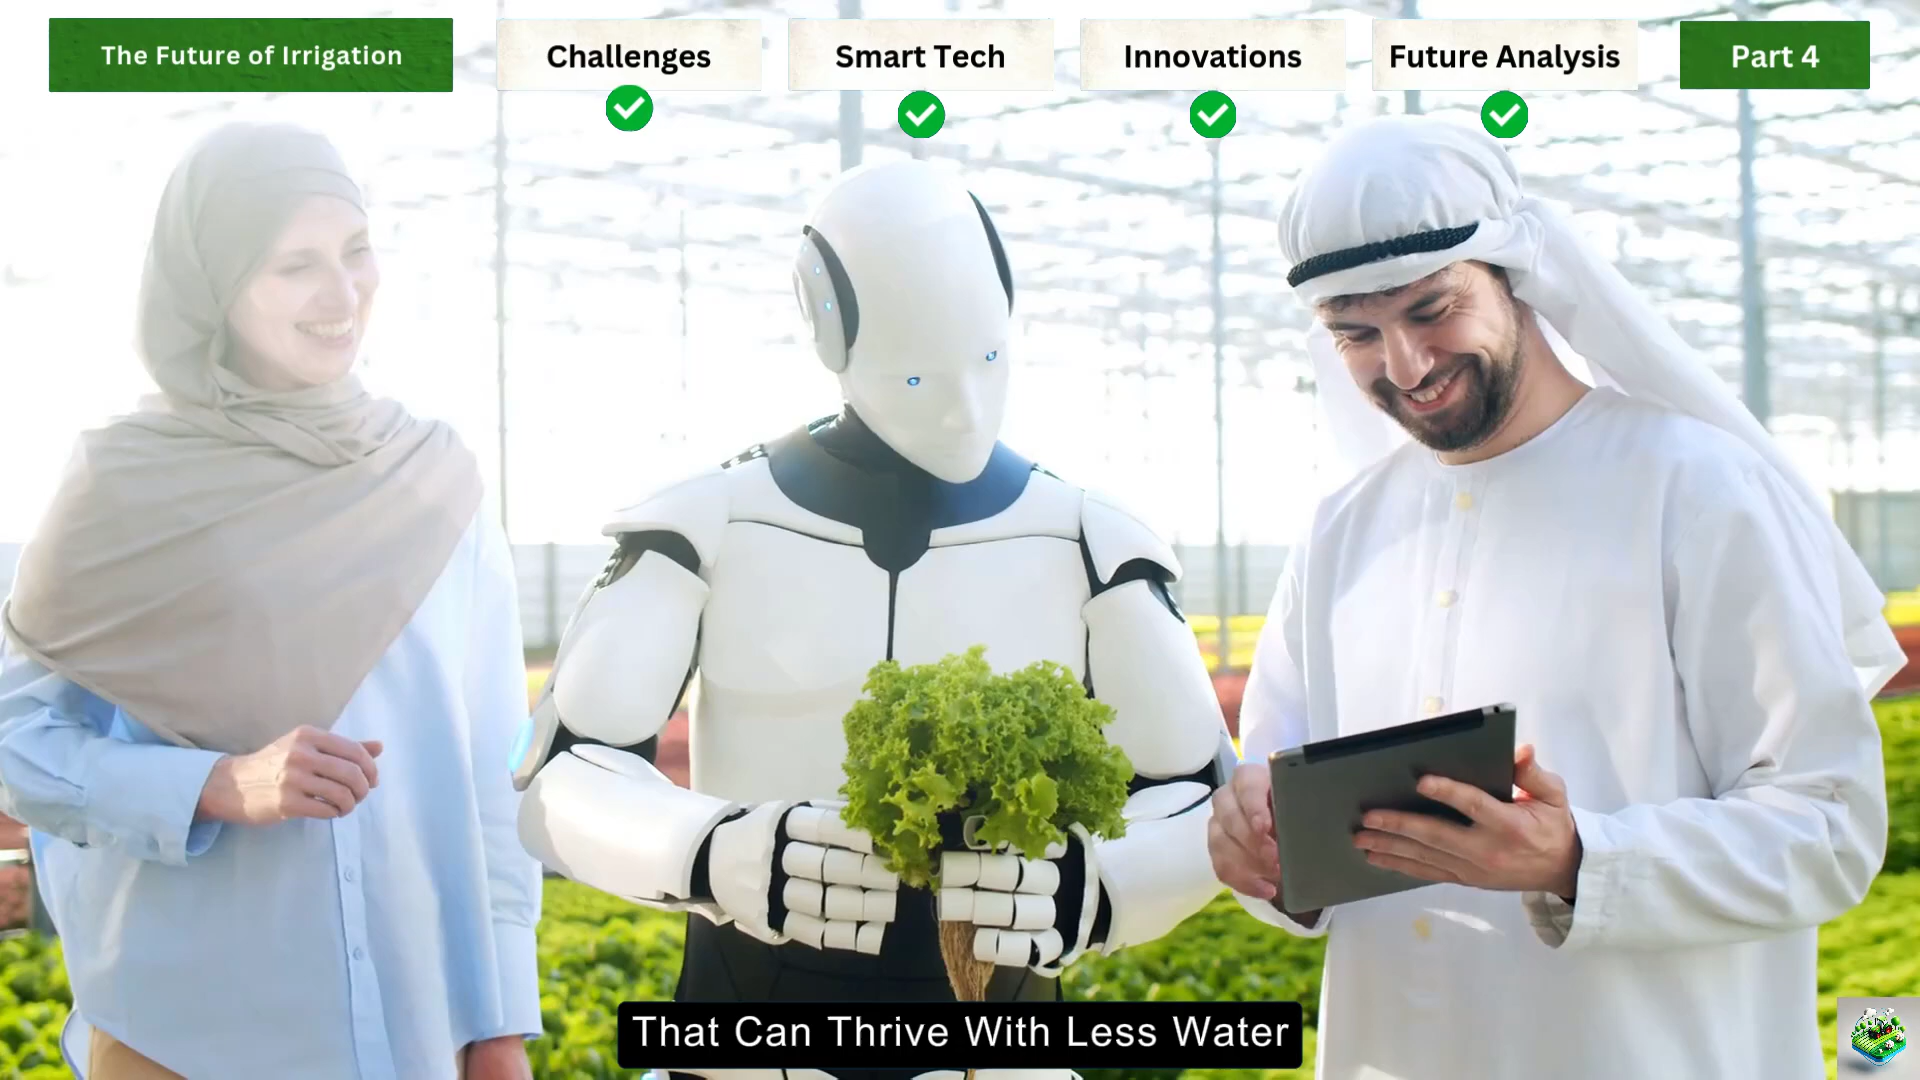 The Future of Irrigation
Challenges
Smart Tech
Innovations
Future Analysis
Part 4
That Can Thrive With Less Water